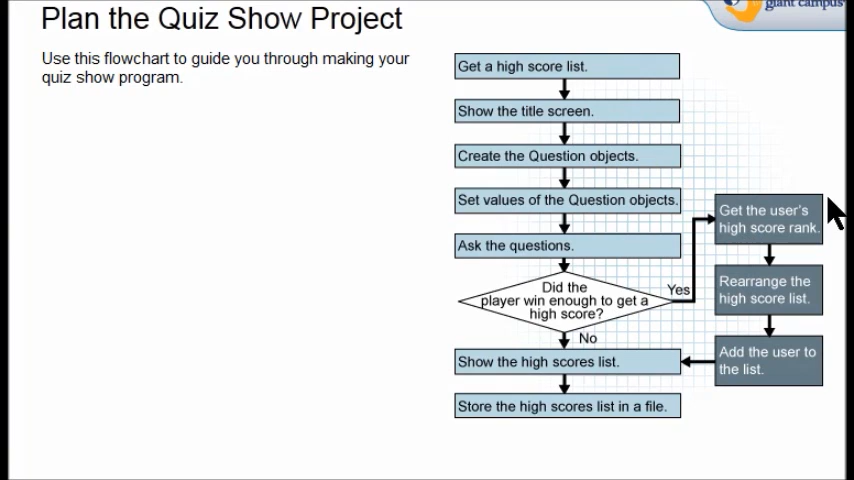 Plan the Quiz Show Project
giant campus
Use this flowchart to guide you through making your
quiz show program.
Get a high score list.
Show the title screen.
Create the Question objects.
Set values of the Question objects.
Ask the questions.
Did the
player win enough to get a
high score?
Yes
No
Get the user's
high score rank.
Rearrange the
high score list.
Add the user to
the list.
Show the high scores list.
Store the high scores list in a file.